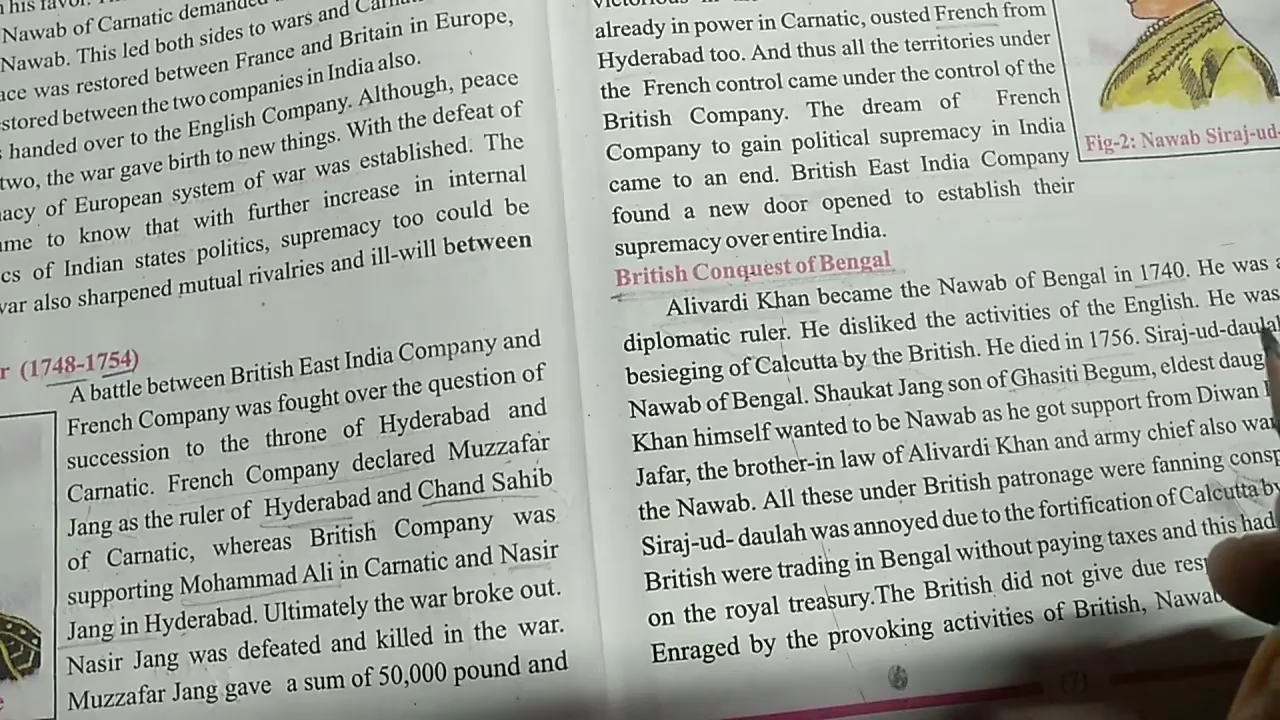 his favor.
Nawab of Carnatic demanded
Nawab. This led both sides to wars and
was restored between France and Britain in Europe,
between the two companies in India also.
handed over to the English Company. Although, peace
two, the war gave birth to new things. With the defeat of
of European system of war was established. The
to know that with further increase in internal
of Indian states politics, supremacy too could be
also sharpened mutual rivalries and ill-will between
(1748-1754)
A battle between British East India Company and
French Company was fought over the question of
succession to the throne of Hyderabad and
Carnatic. French Company declared Muzzafar
Jang as the ruler of Hyderabad and Chand Sahib
of Carnatic, whereas British Company was
supporting Mohammad Ali in Carnatic and Nasir
Jang in Hyderabad. Ultimately the war broke out.
Nasir Jang was defeated and killed in the war.
Muzzafar Jang gave a sum of 50,000 pound and
already in power in Carnatic, ousted French from
Hyderabad too. And thus all the territories under
the French control came under the control of the
British Company. The dream of French
Company to gain political supremacy in India
came to an end. British East India Company
found a new door opened to establish their
supremacy over entire India.
Fig-2: Nawab Siraj-ud-
British Conquest of Bengal
Alivardi Khan became the Nawab of Bengal in 1740. He was
diplomatic ruler. He disliked the activities of the English. He was
besieging of Calcutta by the British. He died in 1756. Siraj-ud-daulah
Nawab of Bengal. Shaukat Jang son of Ghasiti Begum, eldest
Khan himself wanted to be Nawab as he got support from Diwan
Jafar, the brother-in law of Alivardi Khan and army chief also
the Nawab. All these under British patronage were fanning
Siraj-ud- daulah was annoyed due to the fortification of Calcutta by
British were trading in Bengal without paying taxes and this had
on the royal treasury.The British did not give due
Enraged by the provoking activities of British, Nawab
(7)